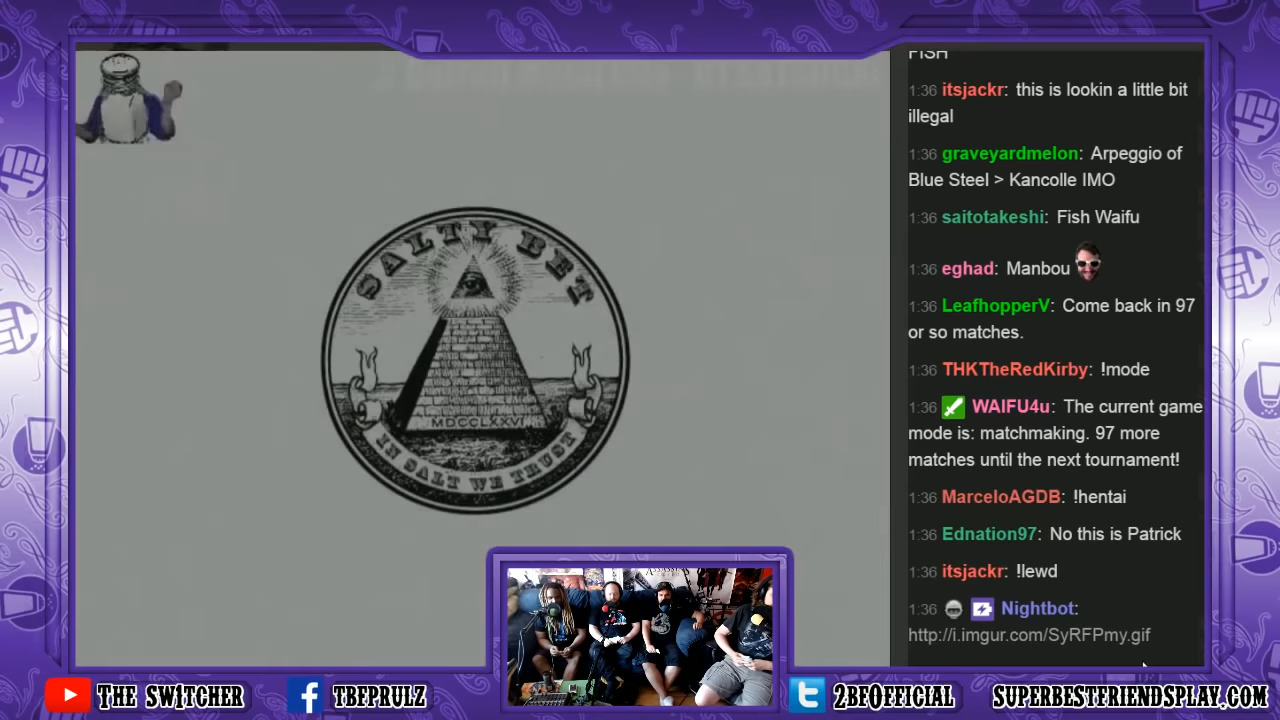 SALTY BET
MDCCLXXVI
IN SALT WE TRUST
FISH
1:36 itsjackr: this is lookin a little bit
illegal
1:36 graveyardmelon: Arpeggio of
Blue Steel > Kancolle IMO
1:36 saitotakeshi: Fish Waifu
1:36 eghad: Manbou
1:36 LeafhopperV: Come back in 97
or so matches.
1:36 THKTheRedKirby: !mode
1:36 WAIFU4u: The current game
mode is: matchmaking. 97 more
matches until the next tournament!
1:36 MarceloAGDB: !hentai
1:36 Ednation97: No this is Patrick
1:36 itsjackr: !lewd
1:36 Nightbot:
http://i.imgur.com/SyRFPmy.gif
THE SW1TCHER
TBFPRULZ
2BFOFFICIAL
SUPERBESTFRIENDSPLAY.COM